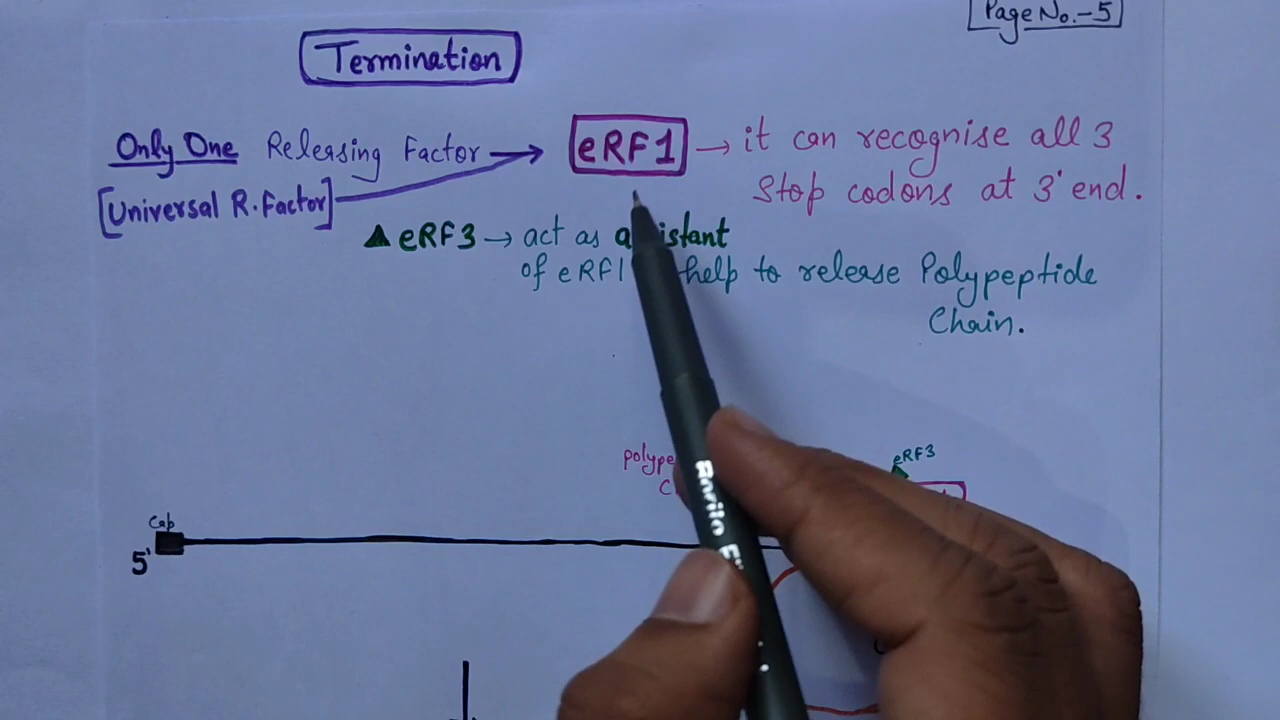 Page No.-5
Termination
Only One Releasing Factor → eRF1 → it can recognise all 3
[Universal R. Factor] Stop codons at 3' end.
▲ eRF3 → act as assistant
of eRF1 help to release Polypeptide
Chain.
eRF3
Cap
5'